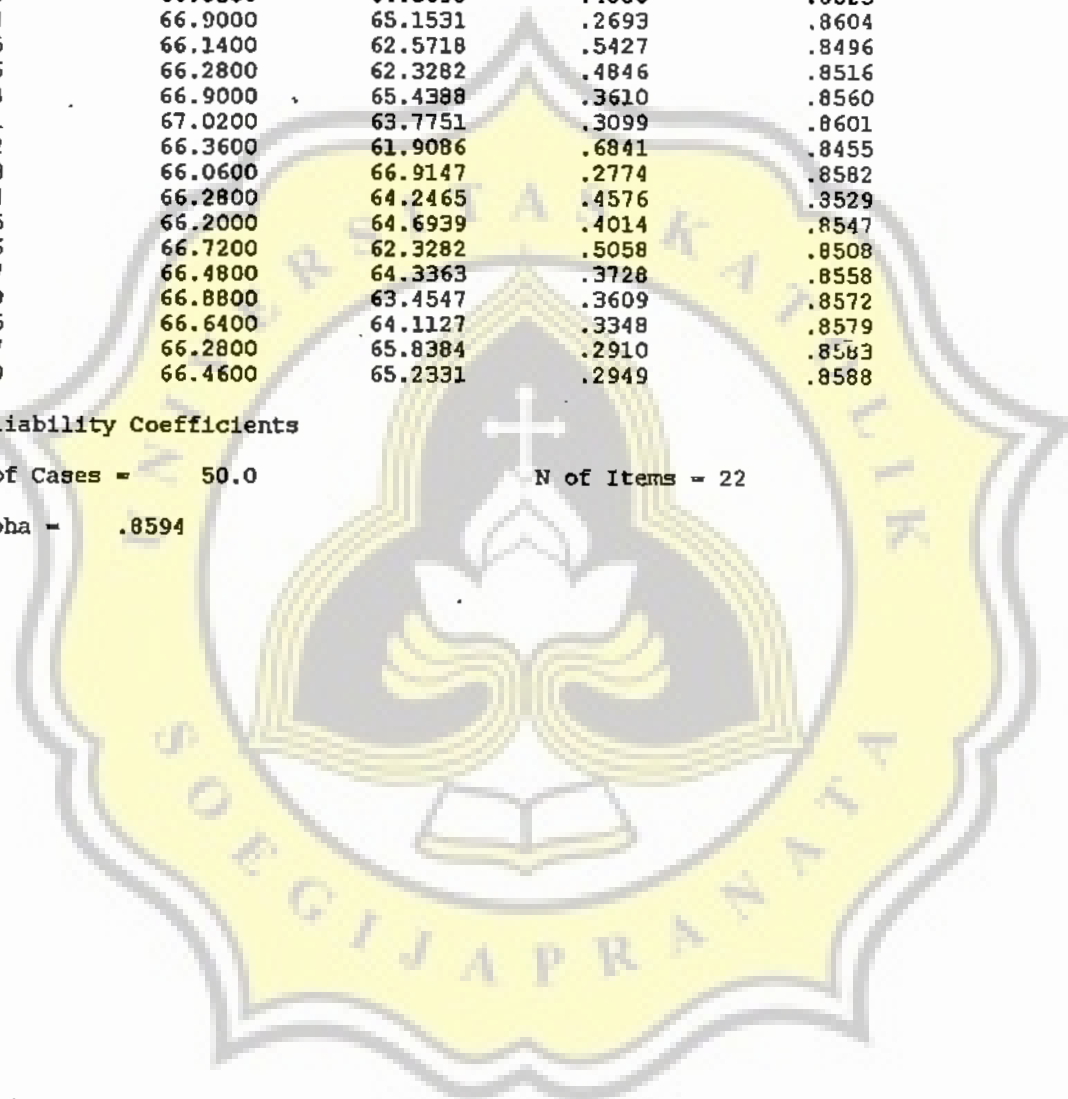 66.9000 65.1531 .2693 .8604
66.1400 62.5718 .5427 .8496
66.2800 62.3282 .4846 .8516
66.9000 65.4388 .3610 .8560
67.0200 63.7751 .3099 .8601
66.3600 61.9086 .6841 .8455
66.0600 66.9147 .2774 .8582
66.2800 64.2465 .4576 .8529
66.2000 64.6939 .4014 .8547
66.7200 62.3282 .5058 .8508
66.4800 64.3363 .3728 .8558
66.8800 63.4547 .3609 .8572
66.6400 64.1127 .3348 .8579
66.2800 65.8384 .2910 .8583
66.4600 65.2331 .2949 .8588
liability Coefficients
of Cases = 50.0 N of Items = 22
pha = .8594
UNIVERSITAS KATOLIK
SOEGIJAPRANATA